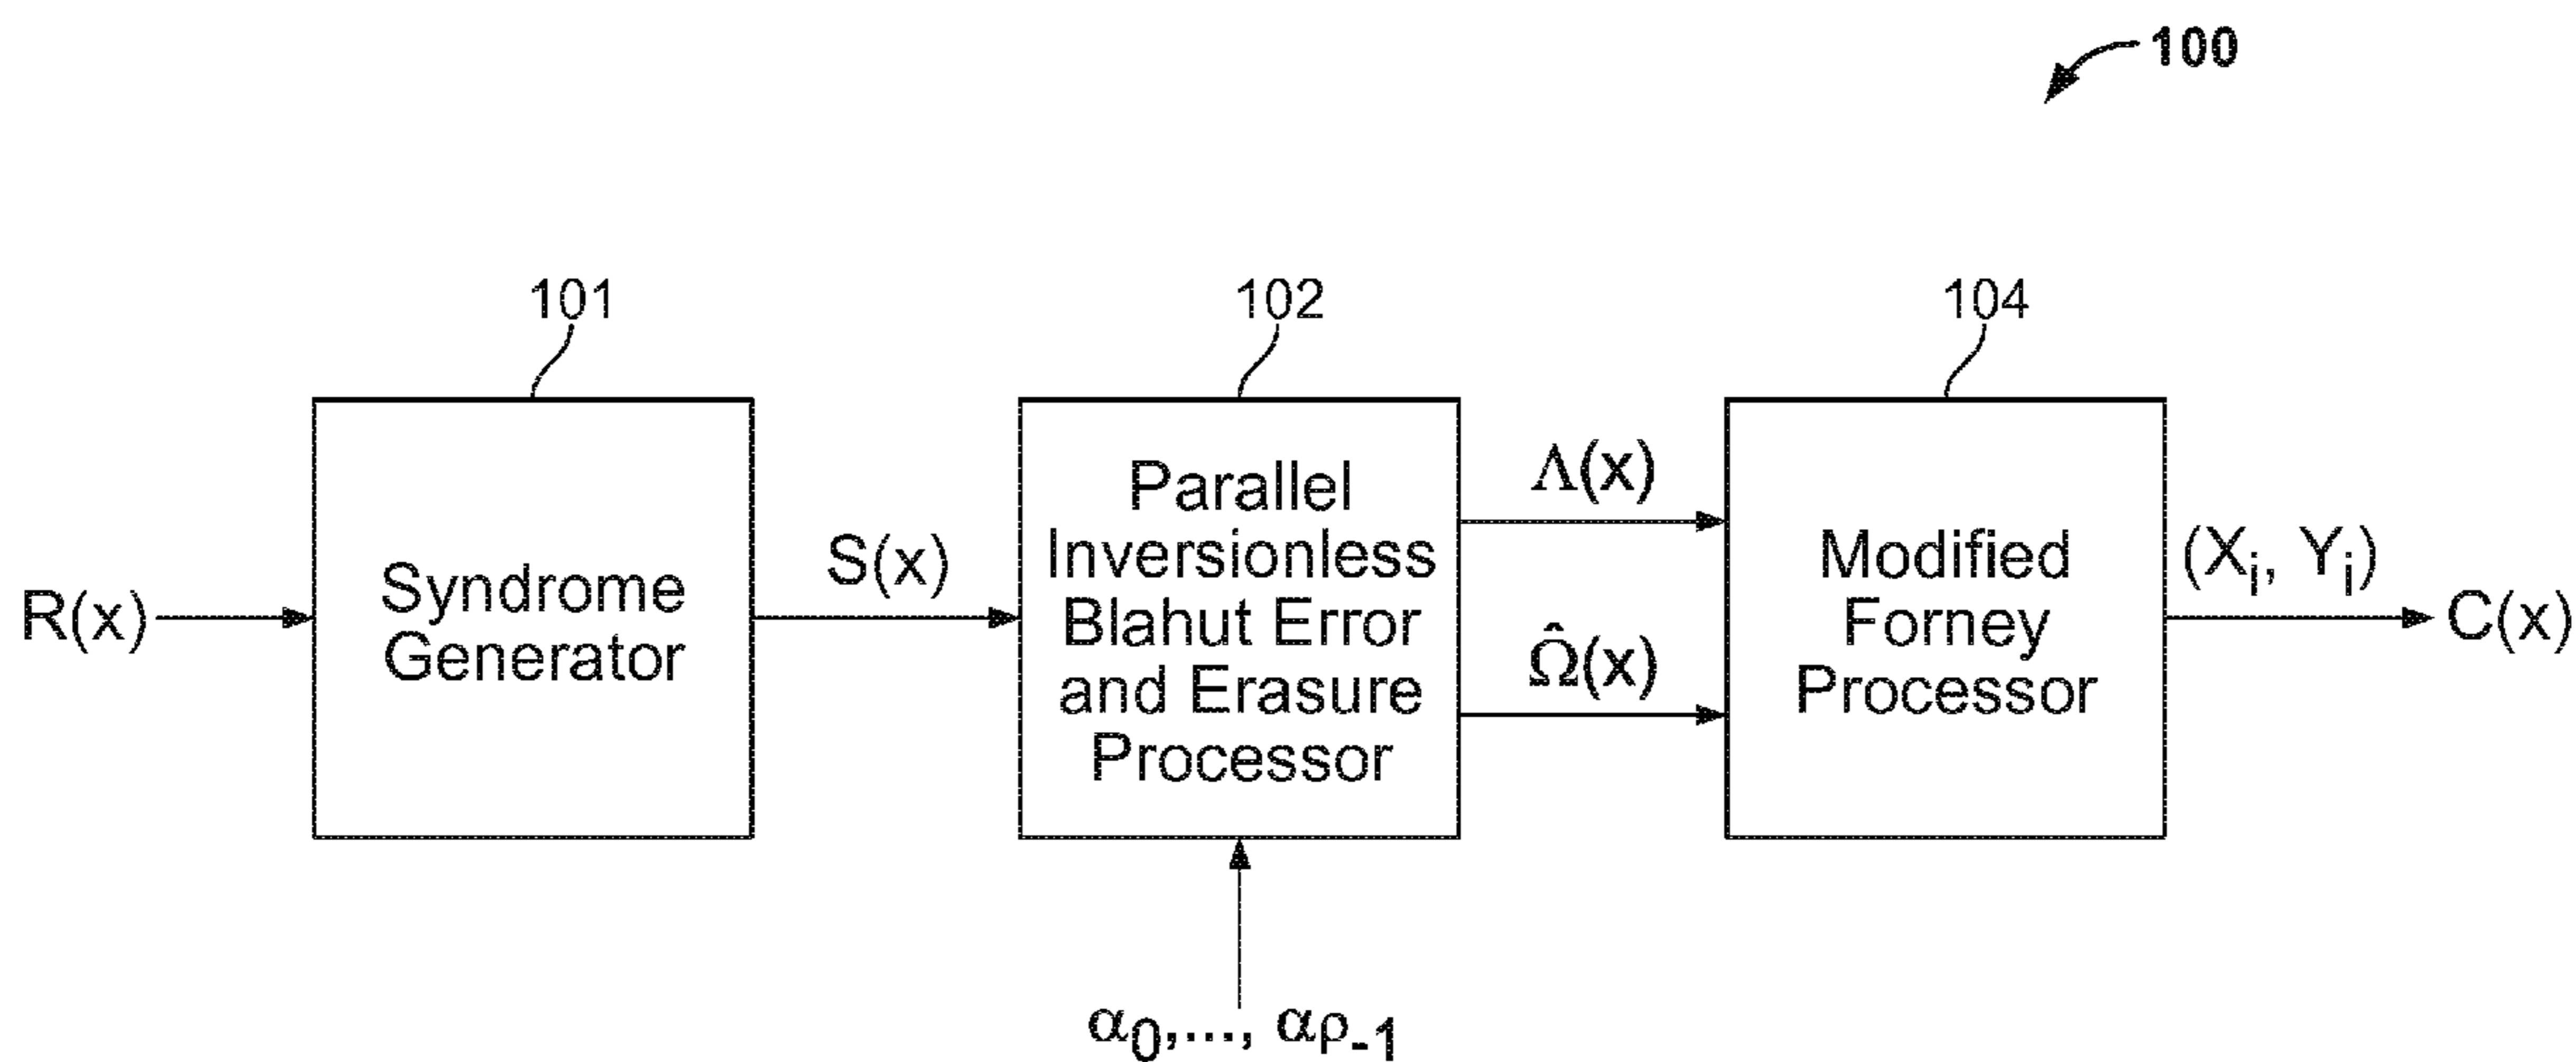 100
101
102
104
R(x)
Syndrome
Generator
S(x)
Parallel
Inversionless
Blahut Error
and Erasure
Processor
Λ(x)
Ω̂(x)
Modified
Forney
Processor
(Xi, Yi)
C(x)
α0,..., αρ-1